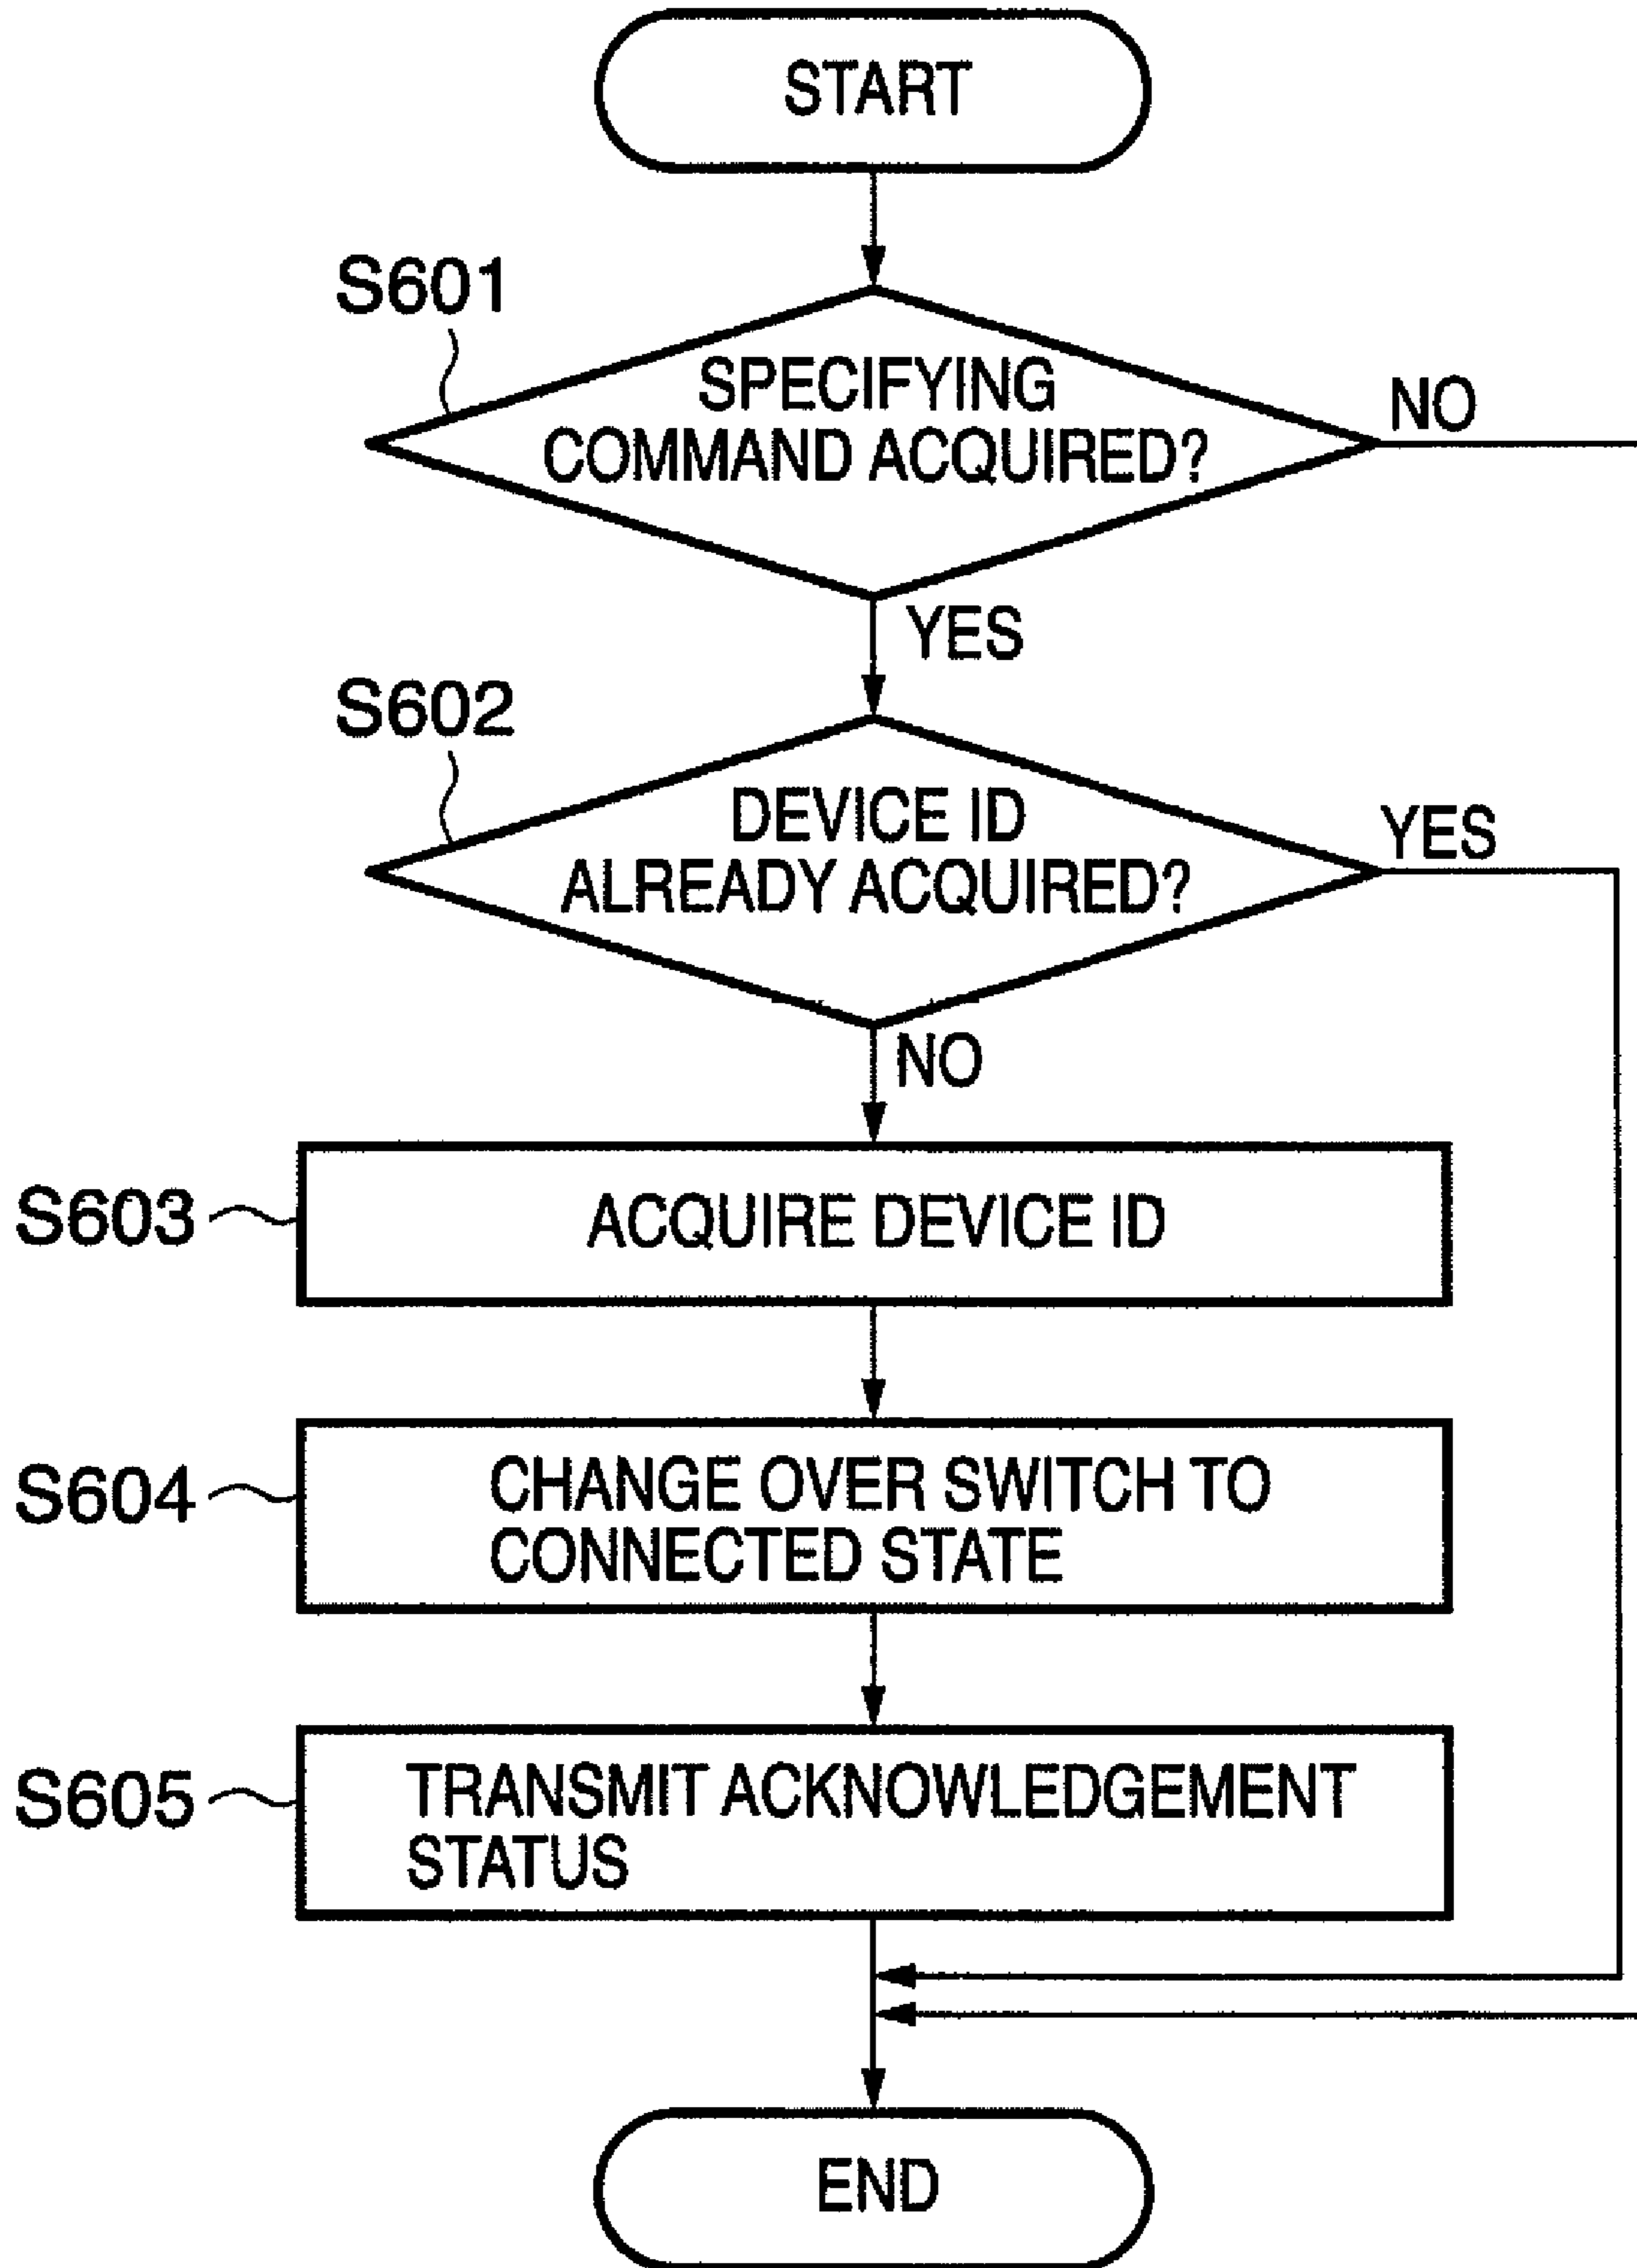 START
S601
SPECIFYING
COMMAND ACQUIRED?
NO
YES
S602
DEVICE ID
ALREADY ACQUIRED?
YES
NO
S603
ACQUIRE DEVICE ID
S604
CHANGE OVER SWITCH TO
CONNECTED STATE
S605
TRANSMIT ACKNOWLEDGEMENT
STATUS
END